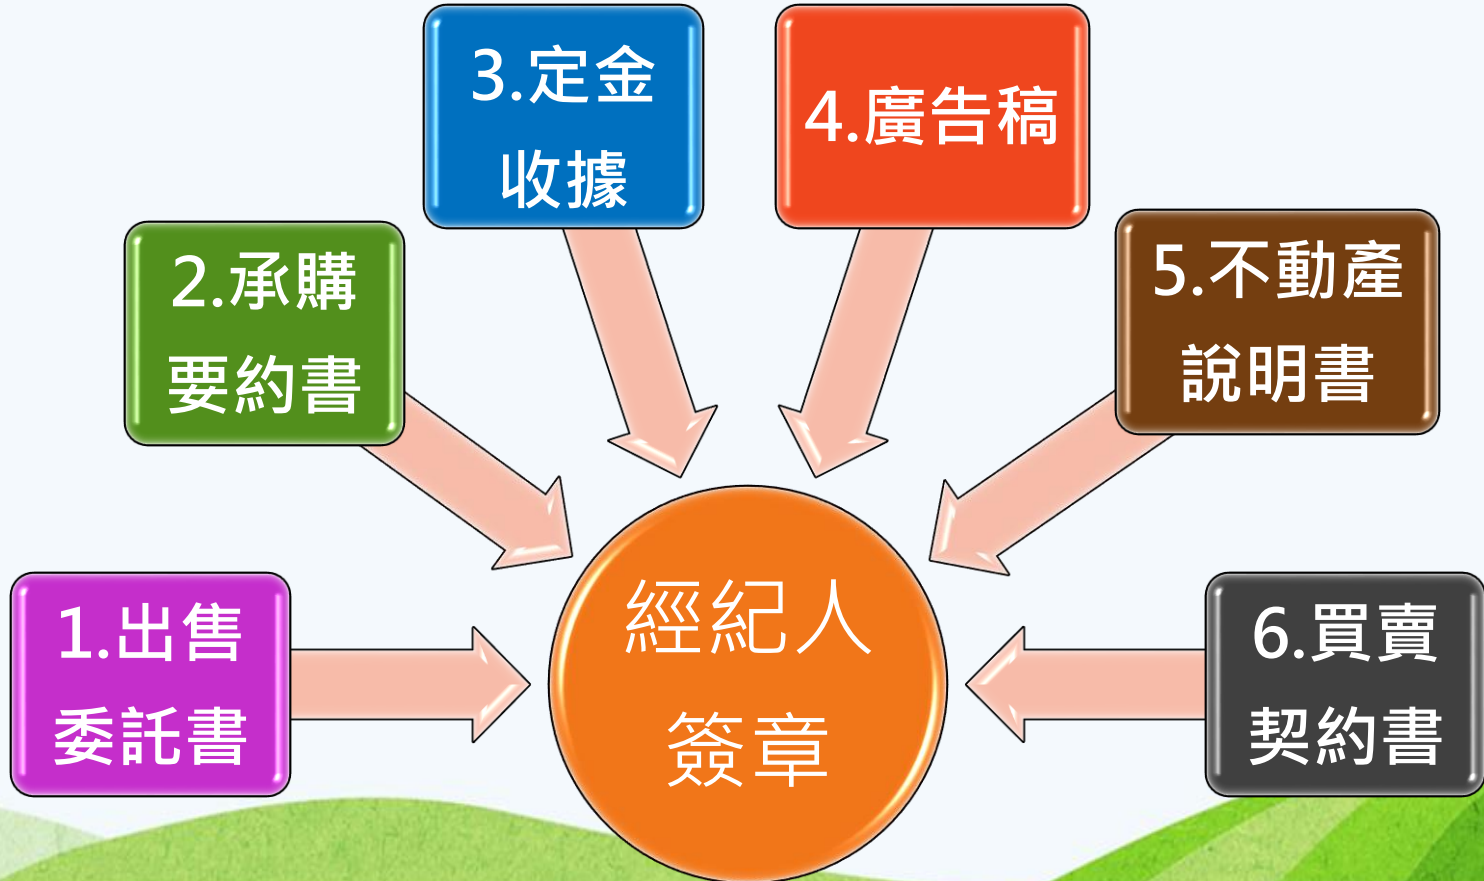 1.出售
委託書
2.承購
要約書
3.定金
收據
4.廣告稿
5.不動產
說明書
6.買賣
契約書
經紀人
簽章